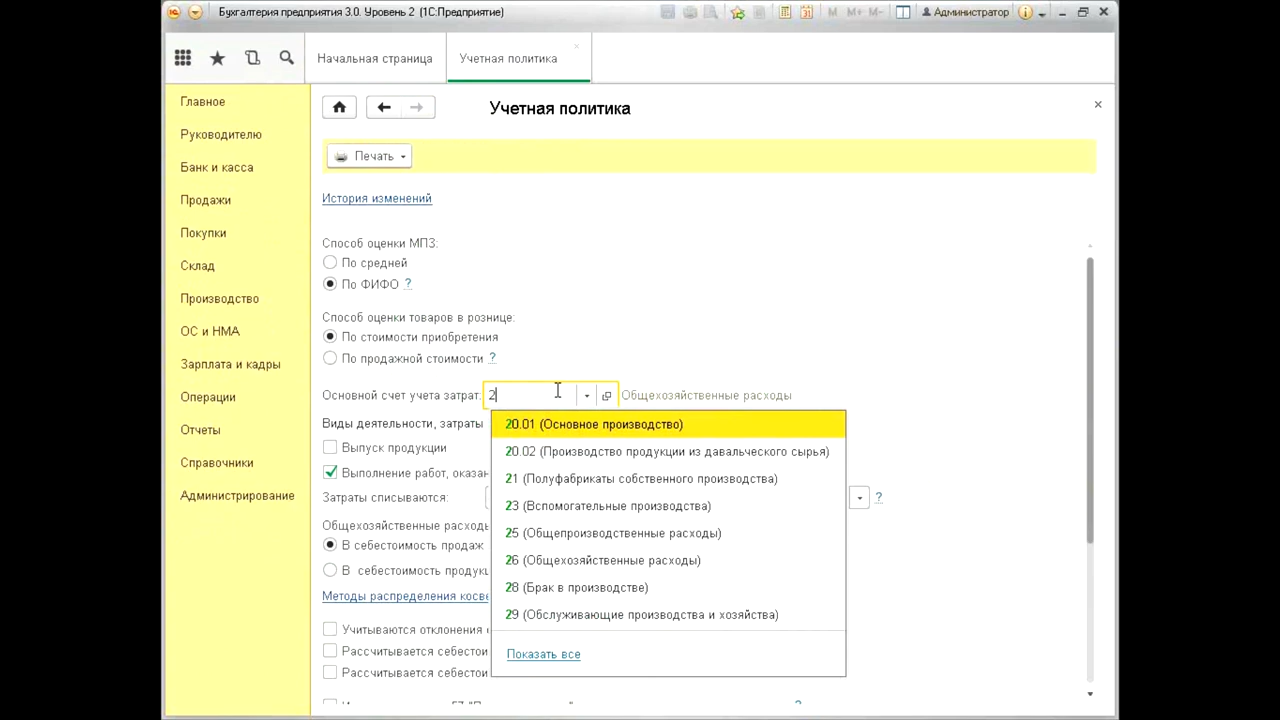 Бухгалтерия предприятия 3.0. Уровень 2 (1С:Предприятие)
M M+ M- Администратор
Начальная страница Учетная политика
Главное
Руководителю
Банк и касса
Продажи
Покупки
Склад
Производство
ОС и НМА
Зарплата и кадры
Операции
Отчеты
Справочники
Администрирование
Учетная политика
Печать
История изменений
Способ оценки МПЗ:
По средней
По ФИФО ?
Способ оценки товаров в рознице:
По стоимости приобретения
По продажной стоимости ?
Основной счет учета затрат: 2 Общехозяйственные расходы
20.01 (Основное производство)
20.02 (Производство продукции из давальческого сырья)
21 (Полуфабрикаты собственного производства)
23 (Вспомогательные производства)
25 (Общепроизводственные расходы)
26 (Общехозяйственные расходы)
28 (Брак в производстве)
29 (Обслуживающие производства и хозяйства)
Показать все
Виды деятельности, затраты
Выпуск продукции
Выполнение работ, оказан
Затраты списываются: ?
Общехозяйственные расходы
В себестоимость продаж
В себестоимость продукц
Методы распределения косве
Учитываются отклонения
Рассчитывается себестои
Рассчитывается себестои